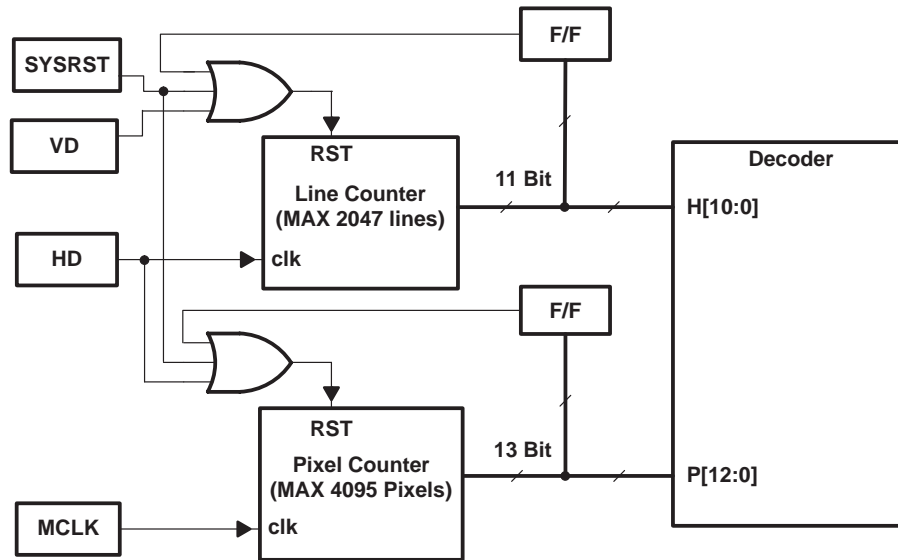 F/F
SYSRST
VD
RST
Line Counter
(MAX 2047 lines)
clk
11 Bit
Decoder
H[10:0]
HD
F/F
RST
Pixel Counter
(MAX 4095 Pixels)
clk
13 Bit
P[12:0]
MCLK